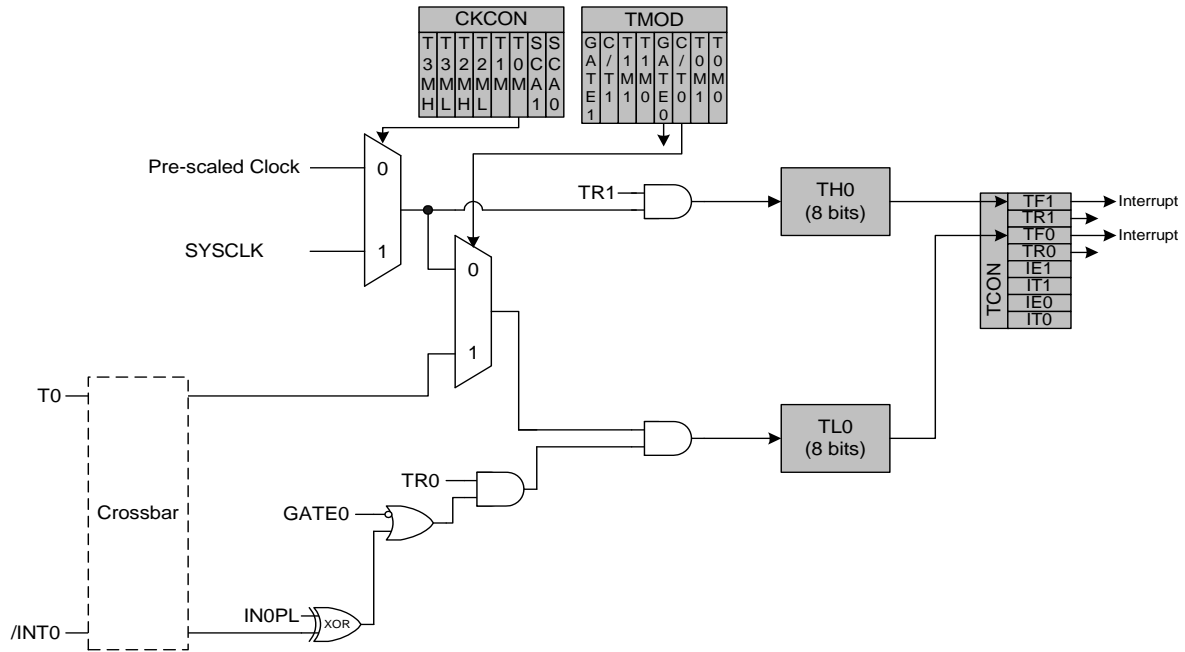 CKCON
T3MH
T3ML
T2MH
T2ML
T1M
T0M
SCA1
SCA0
TMOD
GATE1
C/T1
T1M1
T1M0
GATE0
C/T0
T0M1
T0M0
Pre-scaled Clock
0
SYSCLK
1
TR1
TH0
(8 bits)
TCON
TF1
TR1
TF0
TR0
IE1
IT1
IE0
IT0
Interrupt
Interrupt
0
1
T0
Crossbar
TL0
(8 bits)
TR0
GATE0
IN0PL
XOR
/INT0